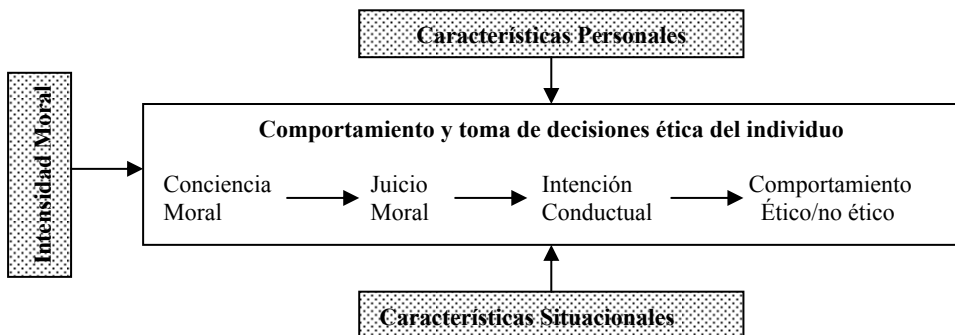 Características Personales
Intensidad Moral
Comportamiento y toma de decisiones ética del individuo
Conciencia
Moral
Juicio
Moral
Intención
Conductual
Comportamiento
Ético/no ético
Características Situacionales